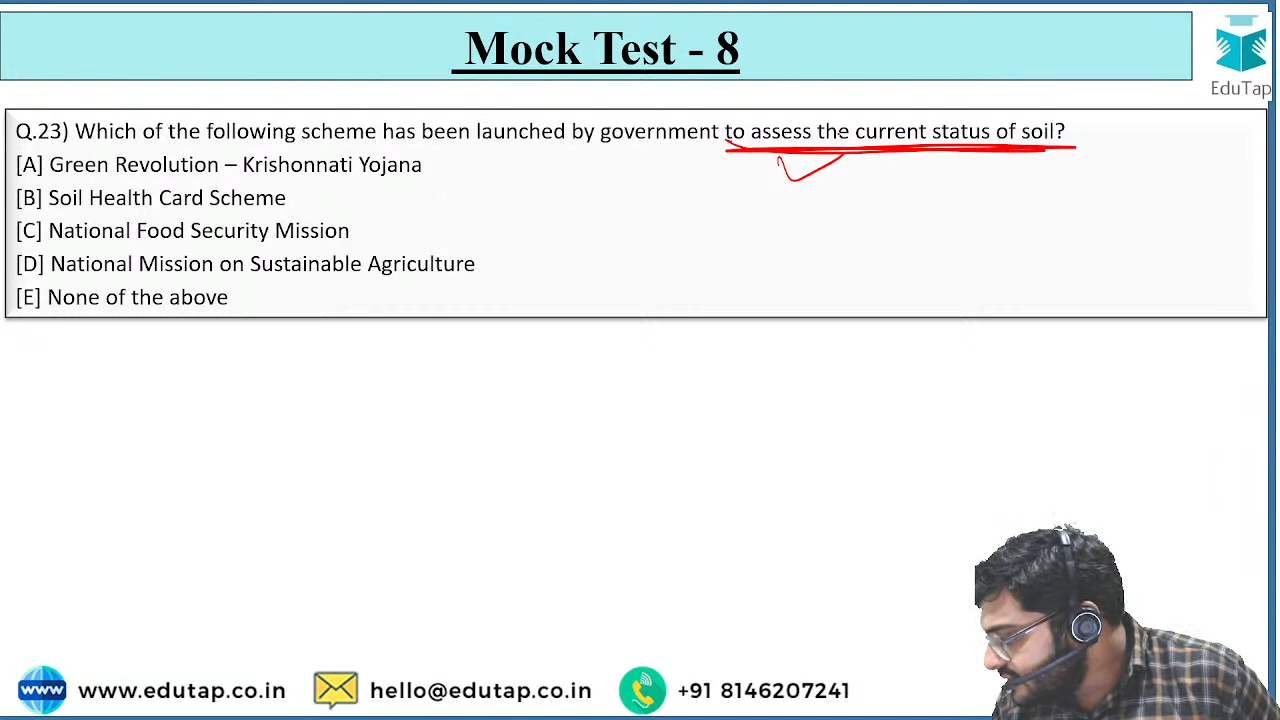 Mock Test - 8
EduTap
Q.23) Which of the following scheme has been launched by government to assess the current status of soil?
[A] Green Revolution – Krishonnati Yojana
[B] Soil Health Card Scheme
[C] National Food Security Mission
[D] National Mission on Sustainable Agriculture
[E] None of the above
www www.edutap.co.in hello@edutap.co.in +91 8146207241